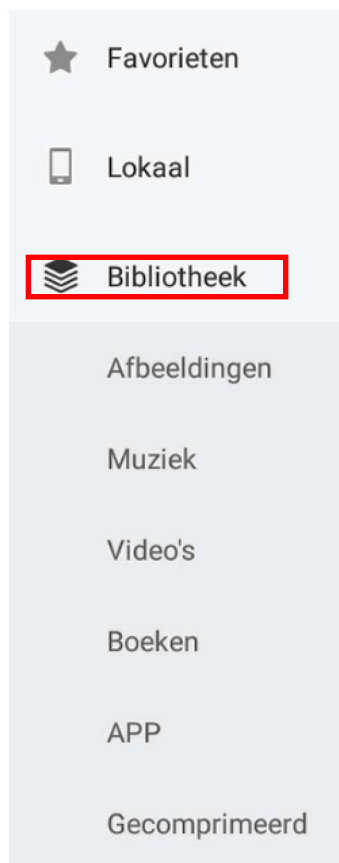 Favorieten
Lokaal
Bibliotheek
Afbeeldingen
Muziek
Video's
Boeken
APP
Gecomprimeerd